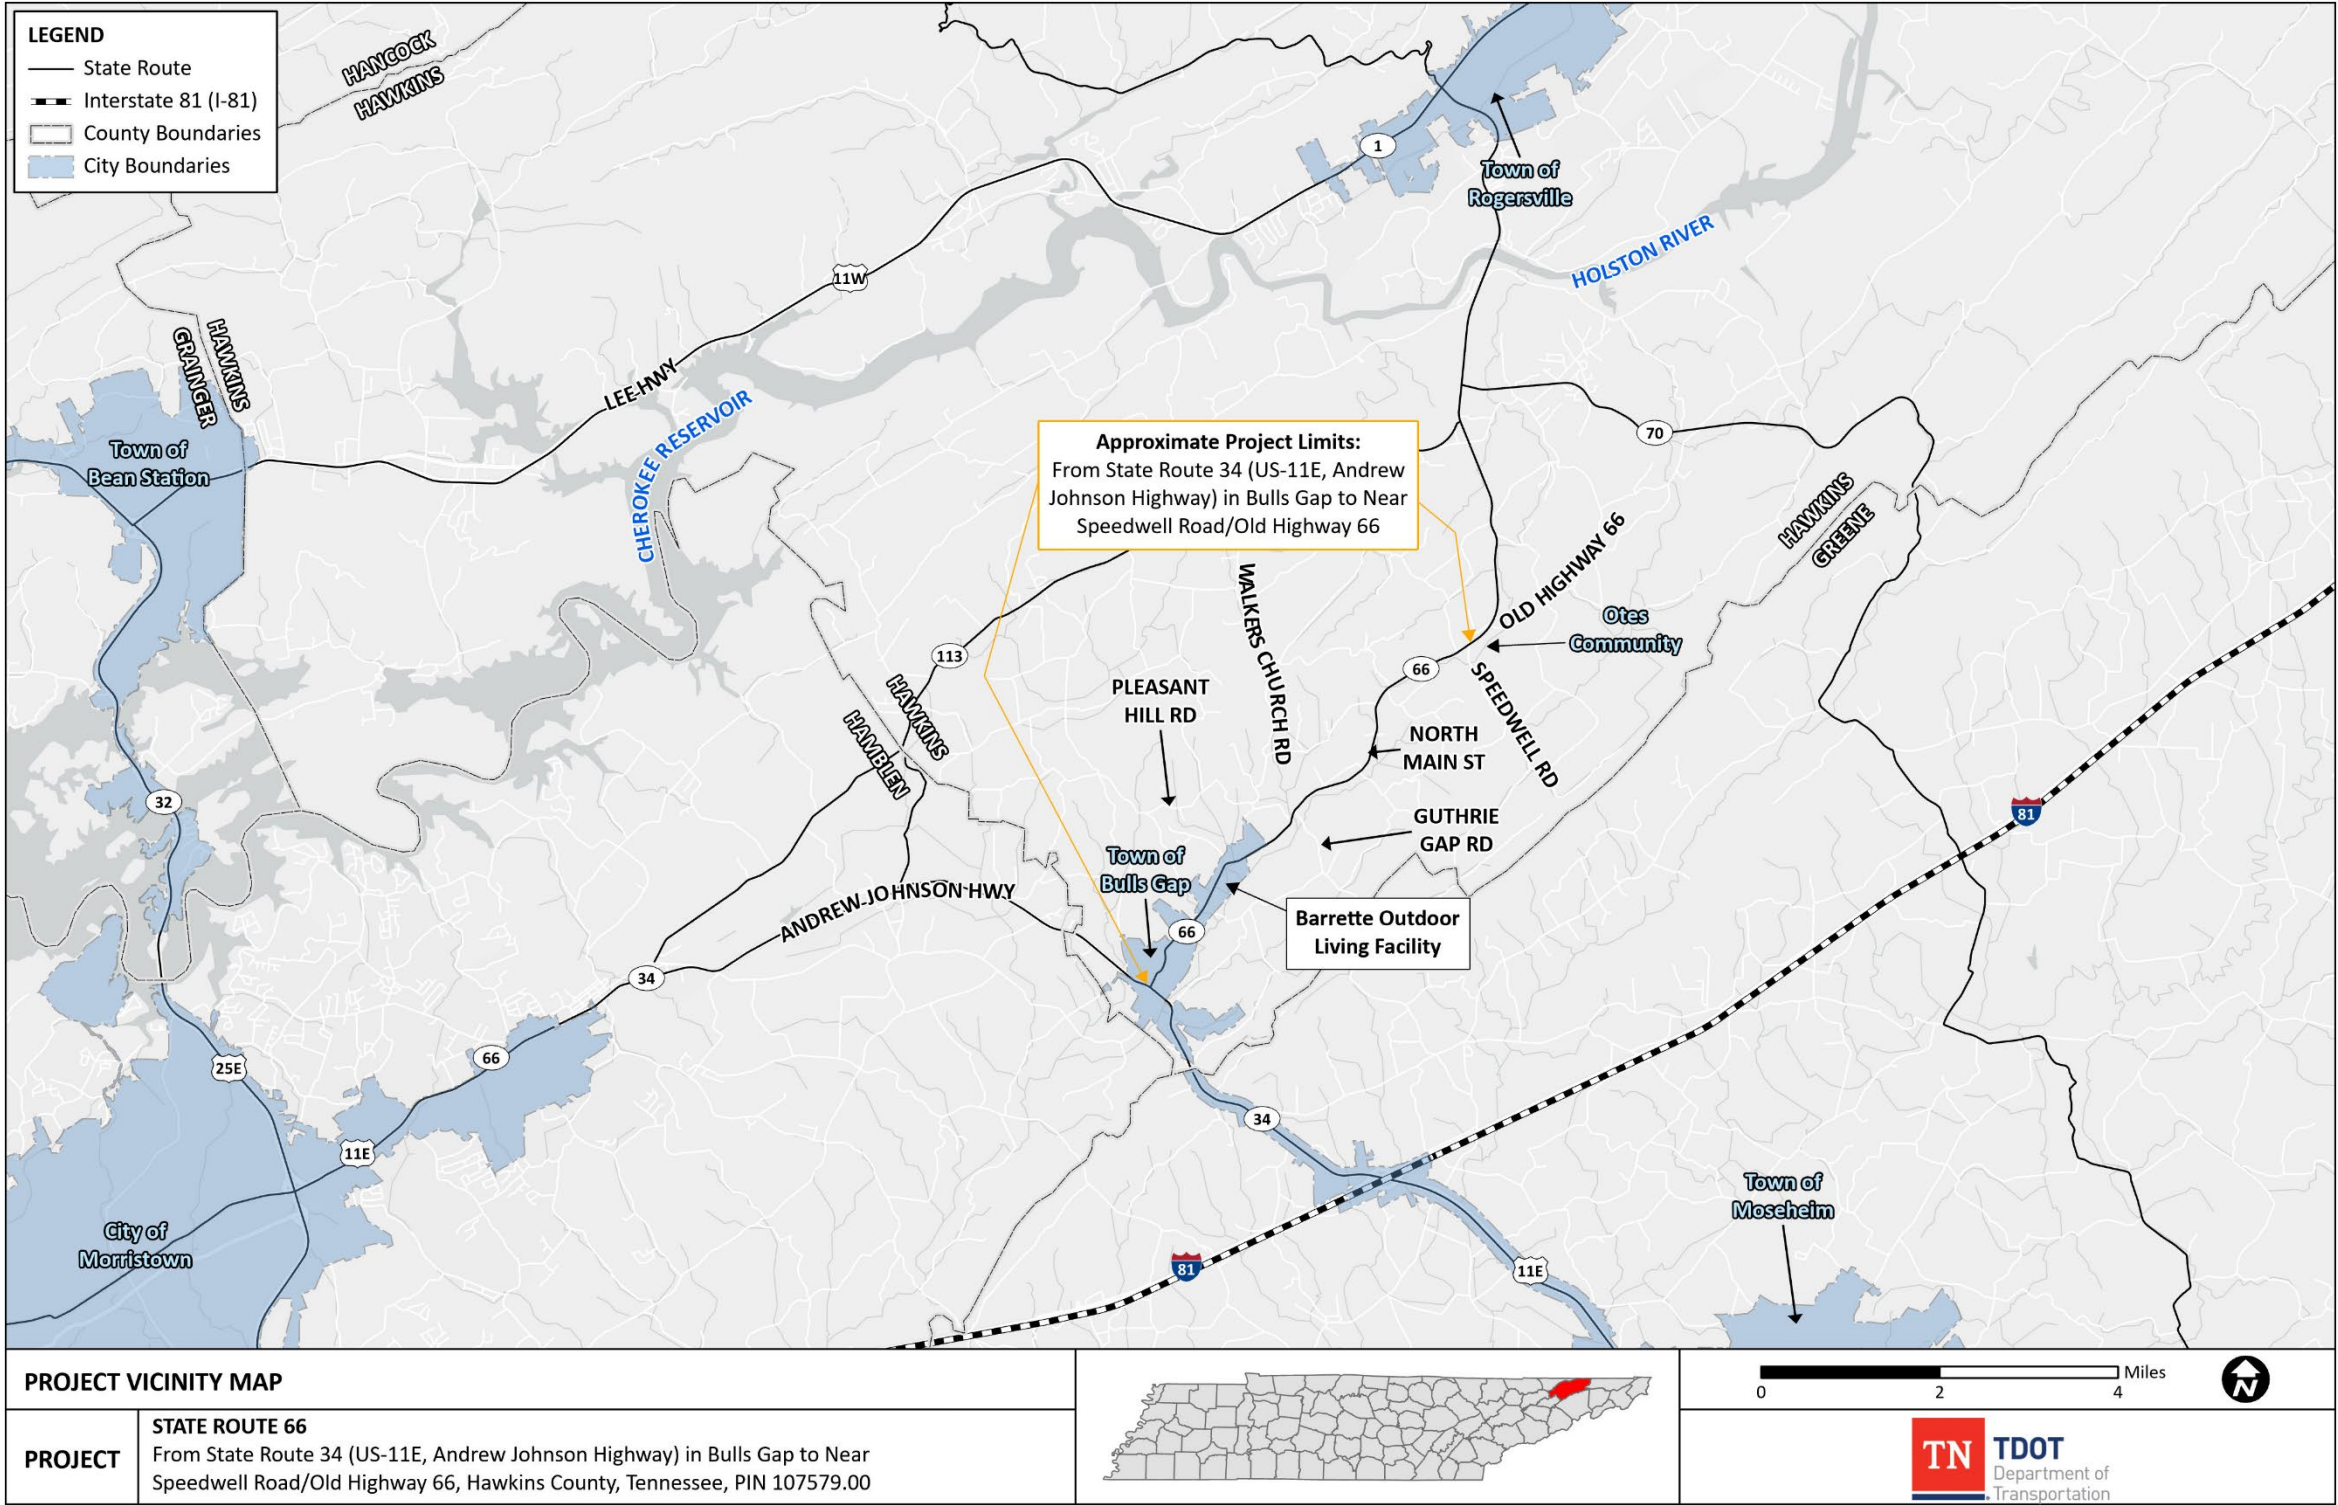 LEGEND
State Route
Interstate 81 (I-81)
County Boundaries
City Boundaries
HANCOCK
HAWKINS
1
Town of
Rogersville
HOLSTON RIVER
11W
HAWKINS
GRAINGER
LEE HWY
CHEROKEE RESERVOIR
Town of
Bean Station
Approximate Project Limits:
From State Route 34 (US-11E, Andrew
Johnson Highway) in Bulls Gap to Near
Speedwell Road/Old Highway 66
70
HAWKINS
GREENE
OLD HIGHWAY 66
Otes
Community
WALKERS CHURCH RD
113
66
SPEEDWELL RD
PLEASANT
HILL RD
HAWKINS
HAMBLEN
NORTH
MAIN ST
32
81
GUTHRIE
GAP RD
Town of
Bulls Gap
ANDREW JOHNSON HWY
66
Barrette Outdoor
Living Facility
34
66
25E
34
11E
Town of
Mosheheim
City of
Morristown
81
11E
PROJECT VICINITY MAP
0
2
4
Miles
N
PROJECT
STATE ROUTE 66
From State Route 34 (US-11E, Andrew Johnson Highway) in Bulls Gap to Near
Speedwell Road/Old Highway 66, Hawkins County, Tennessee, PIN 107579.00
TN
TDOT
Department of
Transportation